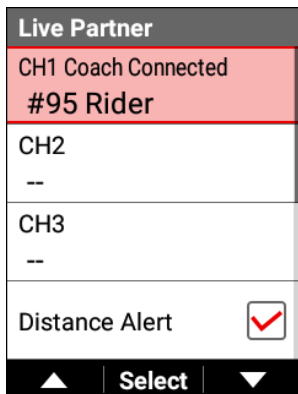 Live Partner
CH1 Coach Connected
#95 Rider
CH2
--
CH3
--
Distance Alert
Select